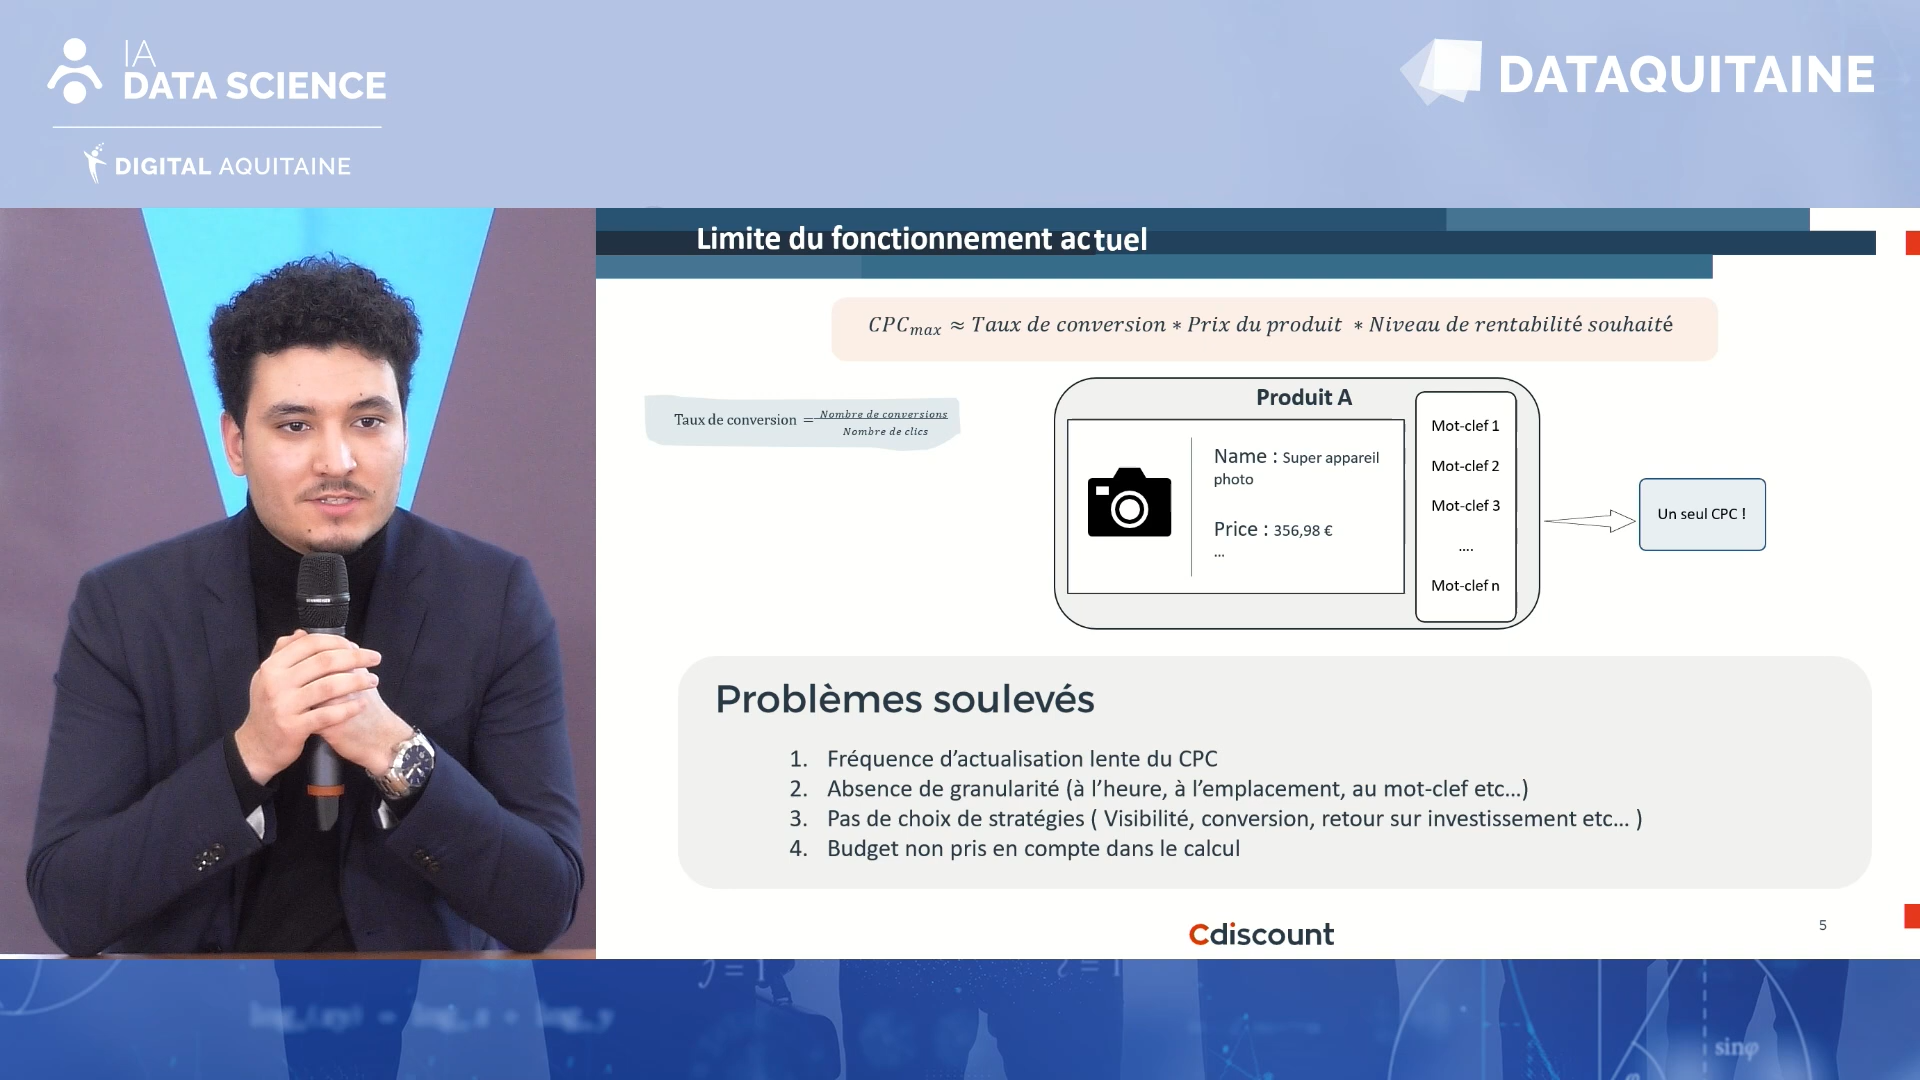 IA
DATA SCIENCE
DIGITAL AQUITAINE
DATAQUITAINE
Limite du fonctionnement actuel
CPCmax ≈ Taux de conversion * Prix du produit * Niveau de rentabilité souhaité
Taux de conversion = Nombre de conversions
Nombre de clics
Produit A
Name : Super appareil
photo
Price : 356,98 €
...
Mot-clef 1
Mot-clef 2
Mot-clef 3
....
Mot-clef n
Un seul CPC !
Problèmes soulevés
1. Fréquence d’actualisation lente du CPC
2. Absence de granularité (à l’heure, à l’emplacement, au mot-clef etc...)
3. Pas de choix de stratégies ( Visibilité, conversion, retour sur investissement etc... )
4. Budget non pris en compte dans le calcul
Cdiscount
5
sinφ